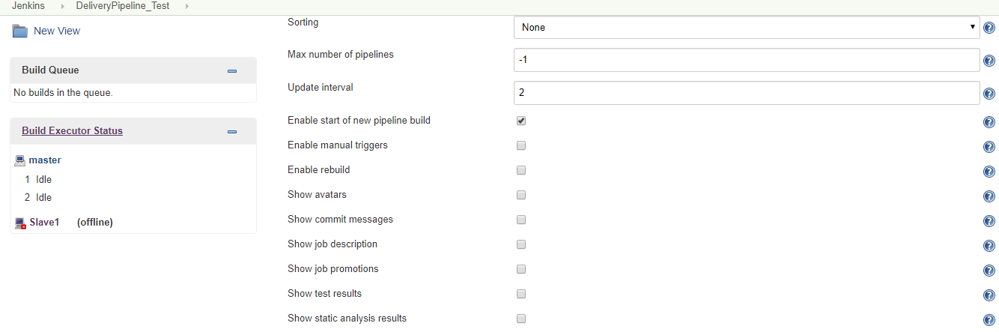 Jenkins DeliveryPipeline_Test
New View
Build Queue
No builds in the queue.
Build Executor Status
master
1 Idle
2 Idle
Slave1 (offline)
Sorting None
Max number of pipelines -1
Update interval 2
Enable start of new pipeline build
Enable manual triggers
Enable rebuild
Show avatars
Show commit messages
Show job description
Show job promotions
Show test results
Show static analysis results